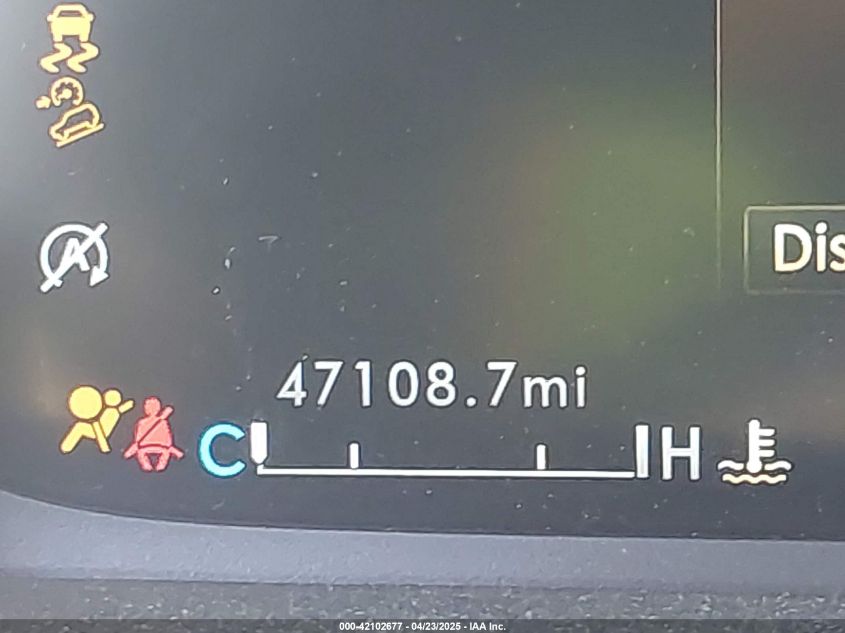 Dis
47108.7mi
C H
000-42102677 - 04/23/2025 - IAA Inc.